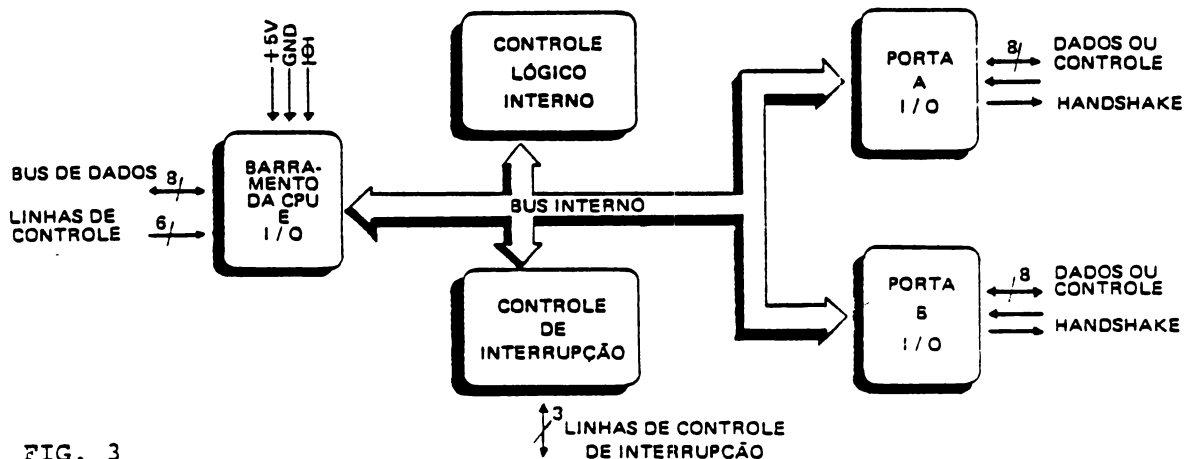 +5V
GND
CONTROLE
LÓGICO
INTERNO
PORTA
A
I/O
8
DADOS OU
CONTROLE
HANDSHAKE
BUS DE DADOS
8
LINHAS DE
CONTROLE
6
BARRA-
MENTO
DA CPU
E
I/O
BUS INTERNO
CONTROLE
DE
INTERRUPÇÃO
3
LINHAS DE CONTROLE
DE INTERRUPÇÃO
PORTA
B
I/O
8
DADOS OU
CONTROLE
HANDSHAKE
FIG. 3